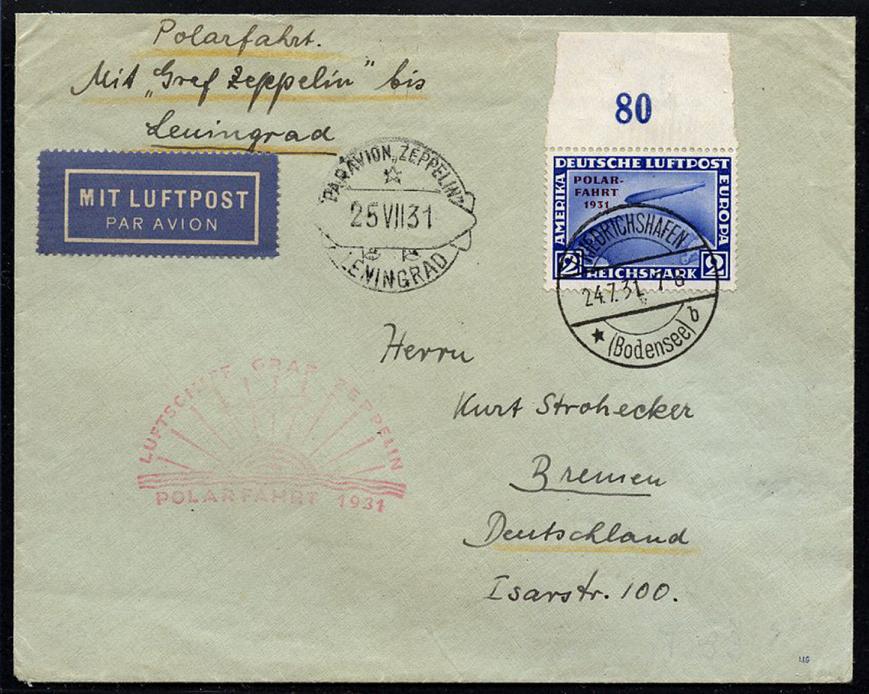 Polarfahrt.
Mit „Graf Zeppelin" bis
Leningrad
MIT LUFTPOST
PAR AVION
PAR AVION „ZEPPELIN"
25 VII 31
LENINGRAD
80
DEUTSCHE LUFTPOST
POLAR-
FAHRT
1931
AMERIKA
EUROPA
2 REICHSMARK 2
FRIEDRICHSHAFEN
24.7.31.
(Bodensee) b
Herrn
Kurt Strohecker
Bremen
Deutschland
Isarstr. 100.
LUFTSCHIFF GRAF ZEPPELIN
POLARFAHRT 1931